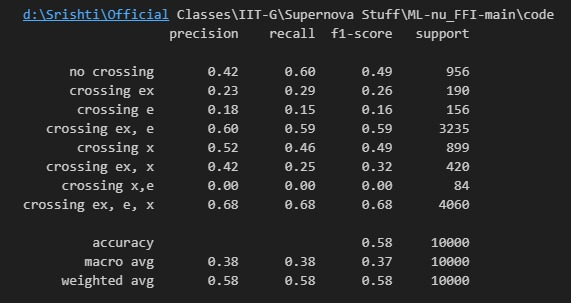 d:\Srishti\Official Classes\IIT-G\Supernova Stuff\ML-nu_FFI-main\code
precision recall f1-score support
no crossing 0.42 0.60 0.49 956
crossing ex 0.23 0.29 0.26 190
crossing e 0.18 0.15 0.16 156
crossing ex, e 0.60 0.59 0.59 3235
crossing x 0.52 0.46 0.49 899
crossing ex, x 0.42 0.25 0.32 420
crossing x,e 0.00 0.00 0.00 84
crossing ex, e, x 0.68 0.68 0.68 4060
accuracy 0.58 10000
macro avg 0.38 0.38 0.37 10000
weighted avg 0.58 0.58 0.58 10000